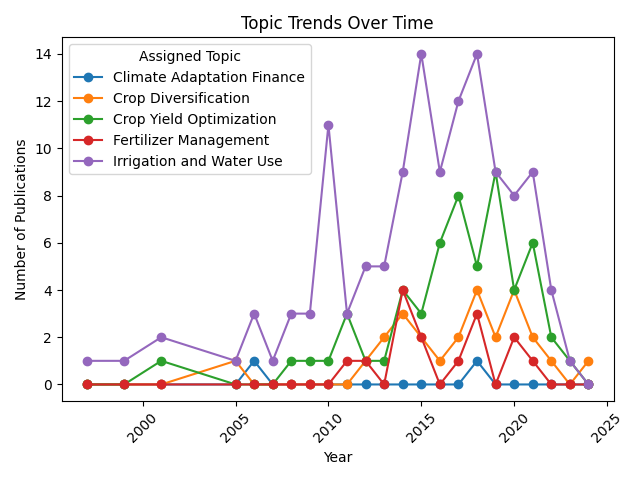 Topic Trends Over Time
Assigned Topic
Climate Adaptation Finance
Crop Diversification
Crop Yield Optimization
Fertilizer Management
Irrigation and Water Use
Number of Publications
14
12
10
8
6
4
2
0
2000
2005
2010
2015
2020
2025
Year